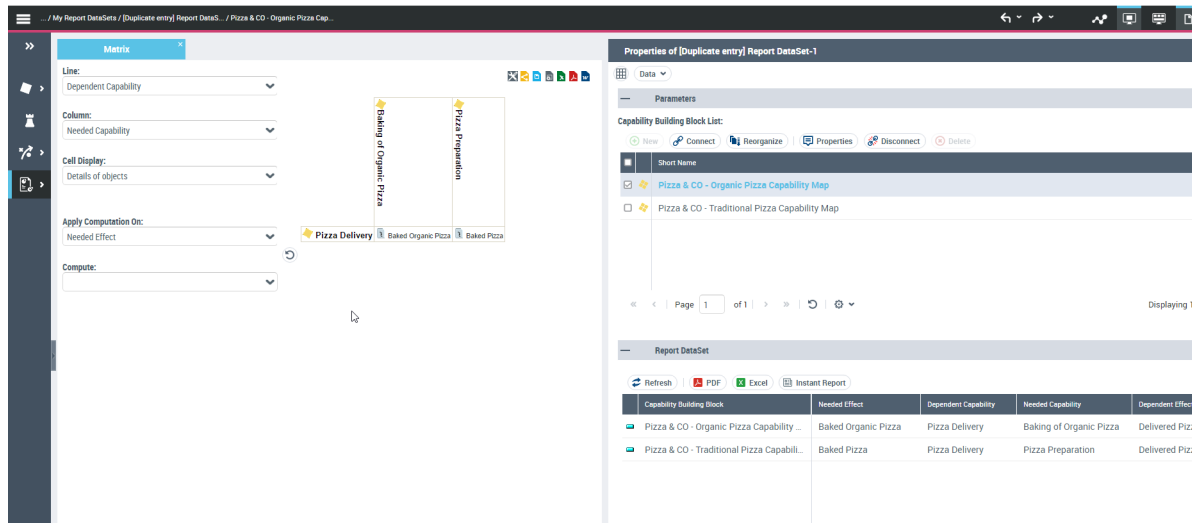 ... / My Report DataSets / [Duplicate entry] Report DataS... / Pizza & CO - Organic Pizza Cap...
Matrix
Line:
Dependent Capability
Column:
Needed Capability
Cell Display:
Details of objects
Apply Computation On:
Needed Effect
Compute:
Baking of Organic Pizza
Pizza Preparation
Pizza Delivery Baked Organic Pizza Baked Pizza
Properties of [Duplicate entry] Report DataSet-1
Data
Parameters
Capability Building Block List:
New Connect Reorganize Properties Disconnect Delete
Short Name
Pizza & CO - Organic Pizza Capability Map
Pizza & CO - Traditional Pizza Capability Map
Page 1 of 1 Displaying 1
Report DataSet
Refresh PDF Excel Instant Report
Capability Building Block Needed Effect Dependent Capability Needed Capability Dependent Effect
Pizza & CO - Organic Pizza Capability ... Baked Organic Pizza Pizza Delivery Baking of Organic Pizza Delivered Pizz
Pizza & CO - Traditional Pizza Capabili... Baked Pizza Pizza Delivery Pizza Preparation Delivered Pizz